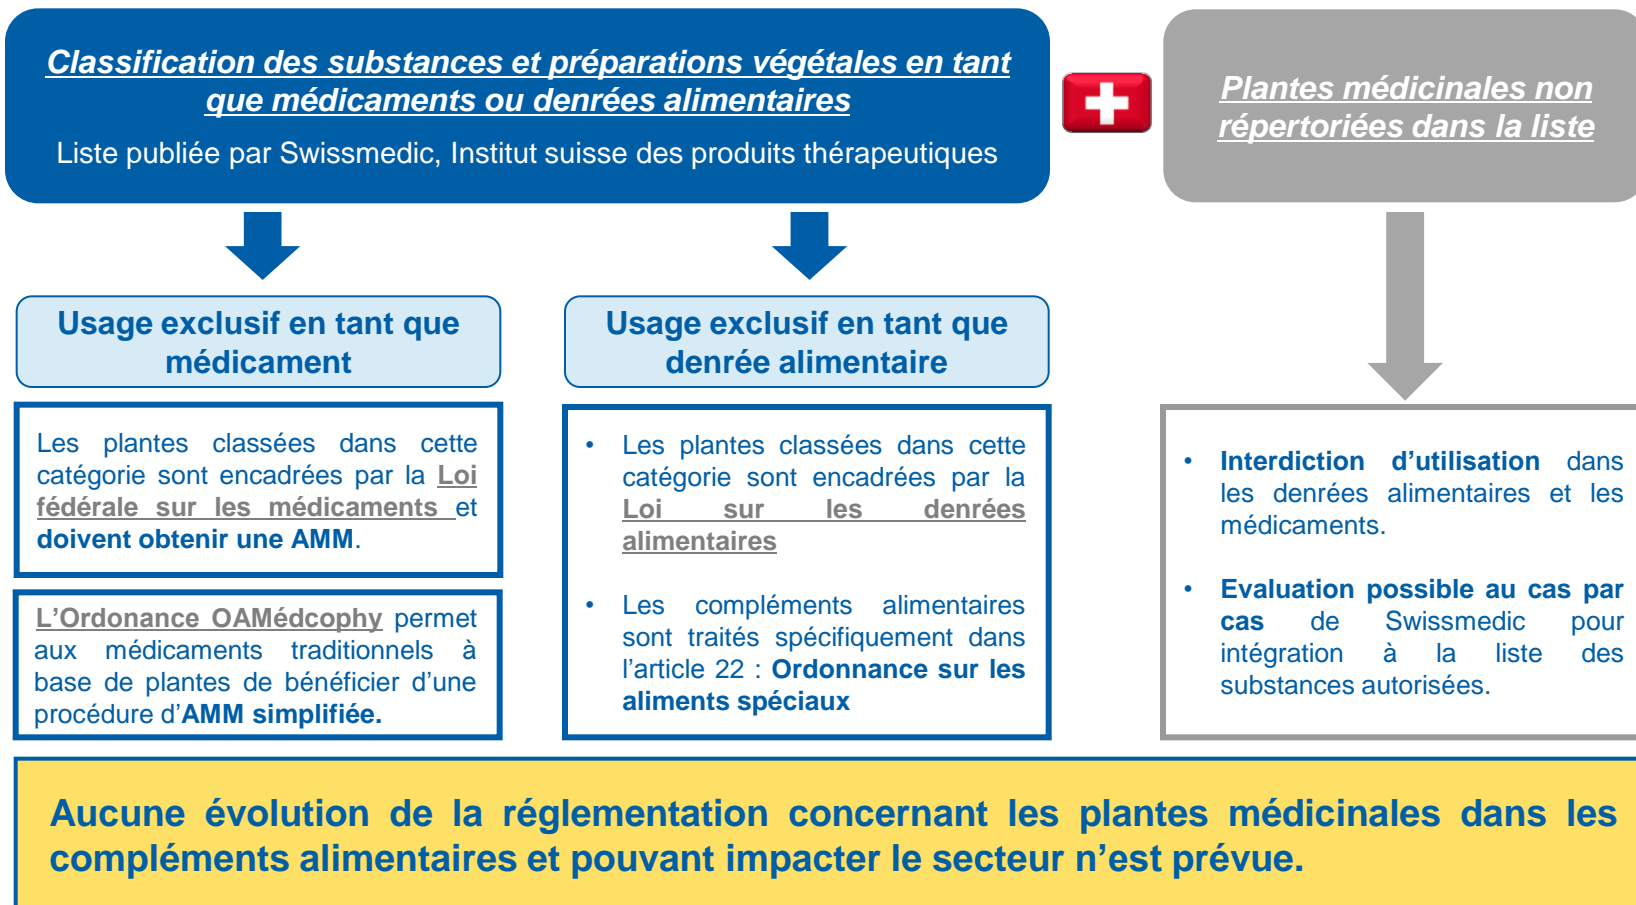 Classification des substances et préparations végétales en tant
que médicaments ou denrées alimentaires
Liste publiée par Swissmedic, Institut suisse des produits thérapeutiques
Plantes médicinales non
répertoriées dans la liste
Usage exclusif en tant que
médicament
Les plantes classées dans cette
catégorie sont encadrées par la Loi
fédérale sur les médicaments et
doivent obtenir une AMM.
L’Ordonance OAMédcophy permet
aux médicaments traditionnels à
base de plantes de bénéficier d’une
procédure d’AMM simplifiée.
Usage exclusif en tant que
denrée alimentaire
• Les plantes classées dans cette
catégorie sont encadrées par la
Loi sur les denrées
alimentaires
• Les compléments alimentaires
sont traités spécifiquement dans
l’article 22 : Ordonnance sur les
aliments spéciaux
• Interdiction d’utilisation dans
les denrées alimentaires et les
médicaments.
• Evaluation possible au cas par
cas de Swissmedic pour
intégration à la liste des
substances autorisées.
Aucune évolution de la réglementation concernant les plantes médicinales dans les
compléments alimentaires et pouvant impacter le secteur n’est prévue.